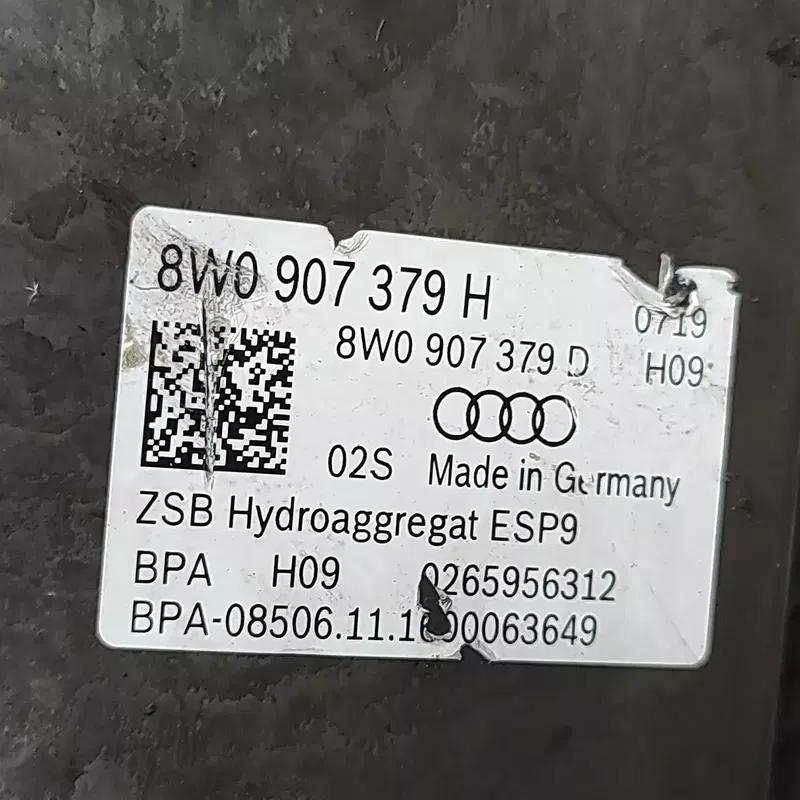 8W0 907 379 H
0719
8W0 907 379 D H09
02S Made in Germany
ZSB Hydroaggregat ESP9
BPA H09 0265956312